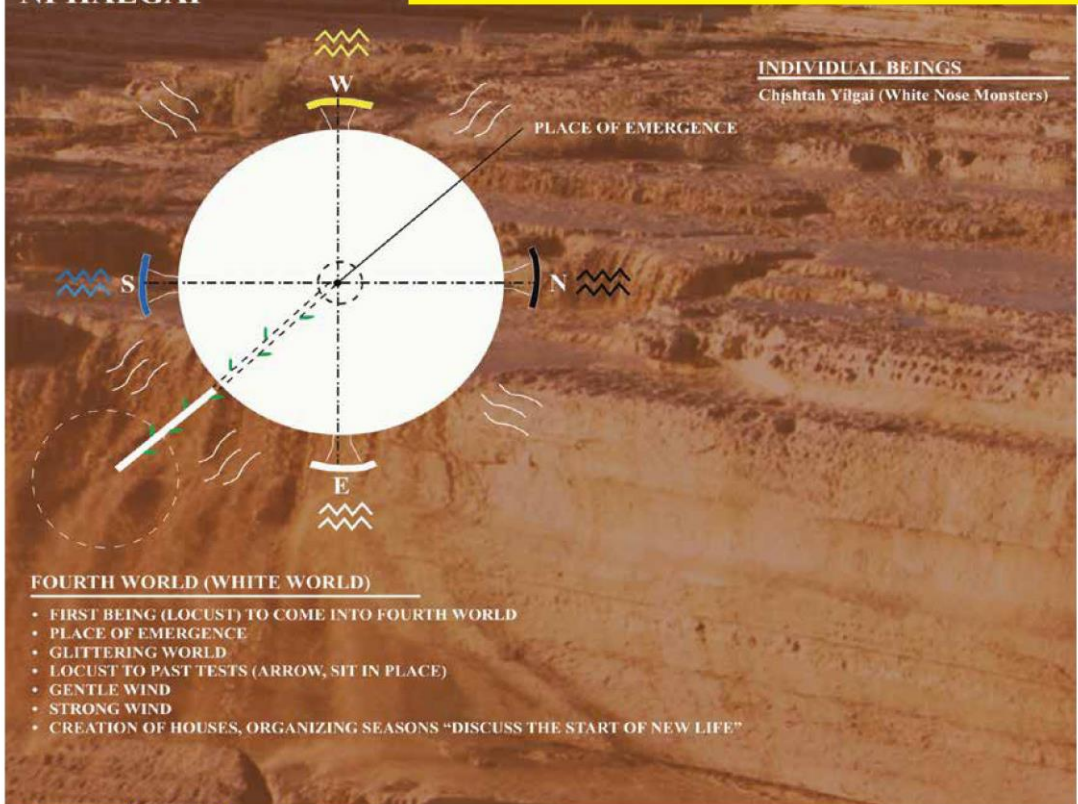 W
INDIVIDUAL BEINGS
Chíshtah Yílgai (White Nose Monsters)
PLACE OF EMERGENCE
S
N
E
FOURTH WORLD (WHITE WORLD)
• FIRST BEING (LOCUST) TO COME INTO FOURTH WORLD
• PLACE OF EMERGENCE
• GLITTERING WORLD
• LOCUST TO PAST TESTS (ARROW, SIT IN PLACE)
• GENTLE WIND
• STRONG WIND
• CREATION OF HOUSES, ORGANIZING SEASONS “DISCUSS THE START OF NEW LIFE”